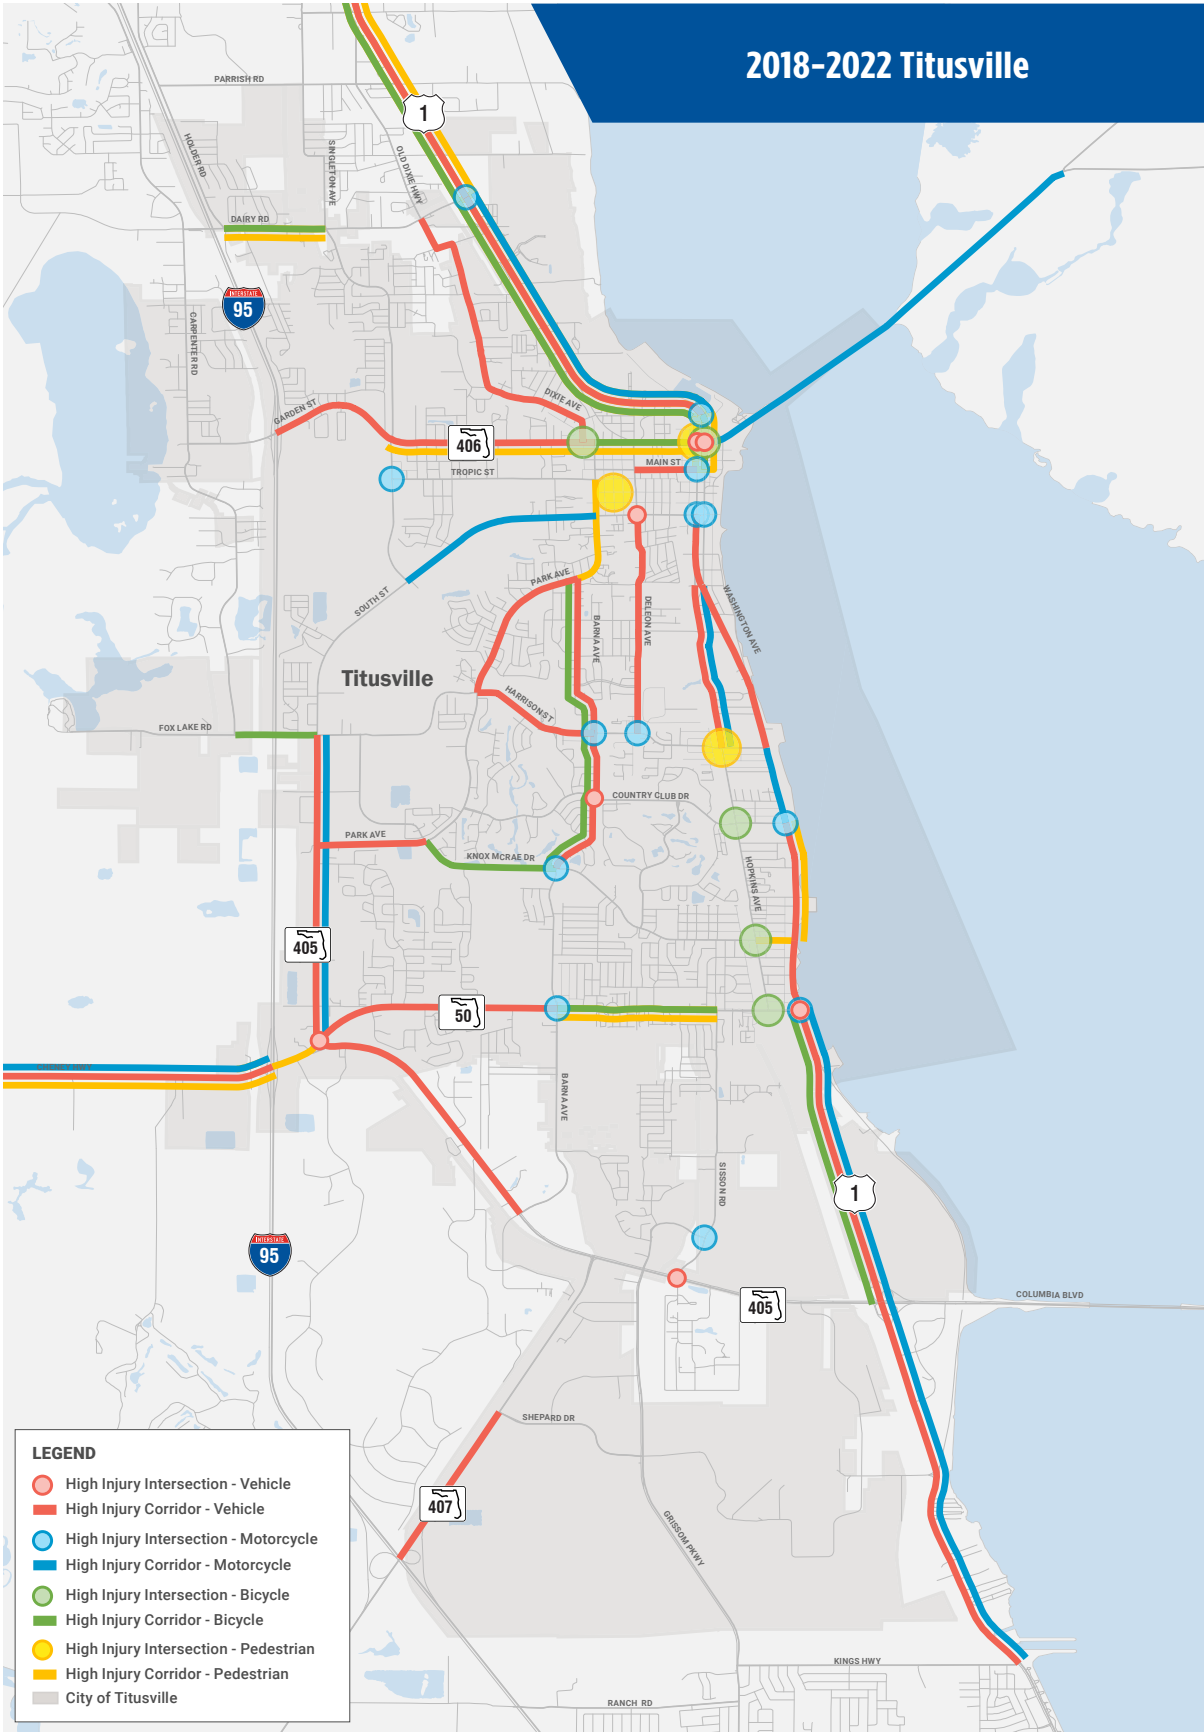 2018-2022 Titusville
PARRISH RD
1
HOLDER RD
SINGLETON AVE
OLD DIXIE HWY
DAIRY RD
INTERSTATE
95
CARPENTER RD
GARDEN ST
DIXIE AVE
406
MAIN ST
TROPIC ST
PARK AVE
SOUTH ST
BARNA AVE
DELEON AVE
WASHINGTON AVE
Titusville
HARRISON ST
FOX LAKE RD
COUNTRY CLUB DR
PARK AVE
KNOX MCRAE DR
HOPKINS AVE
405
50
BARNA AVE
SISSON RD
1
INTERSTATE
95
COLUMBIA BLVD
405
SHEPARD DR
407
GRISSOM PKWY
KINGS HWY
RANCH RD
LEGEND
High Injury Intersection - Vehicle
High Injury Corridor - Vehicle
High Injury Intersection - Motorcycle
High Injury Corridor - Motorcycle
High Injury Intersection - Bicycle
High Injury Corridor - Bicycle
High Injury Intersection - Pedestrian
High Injury Corridor - Pedestrian
City of Titusville